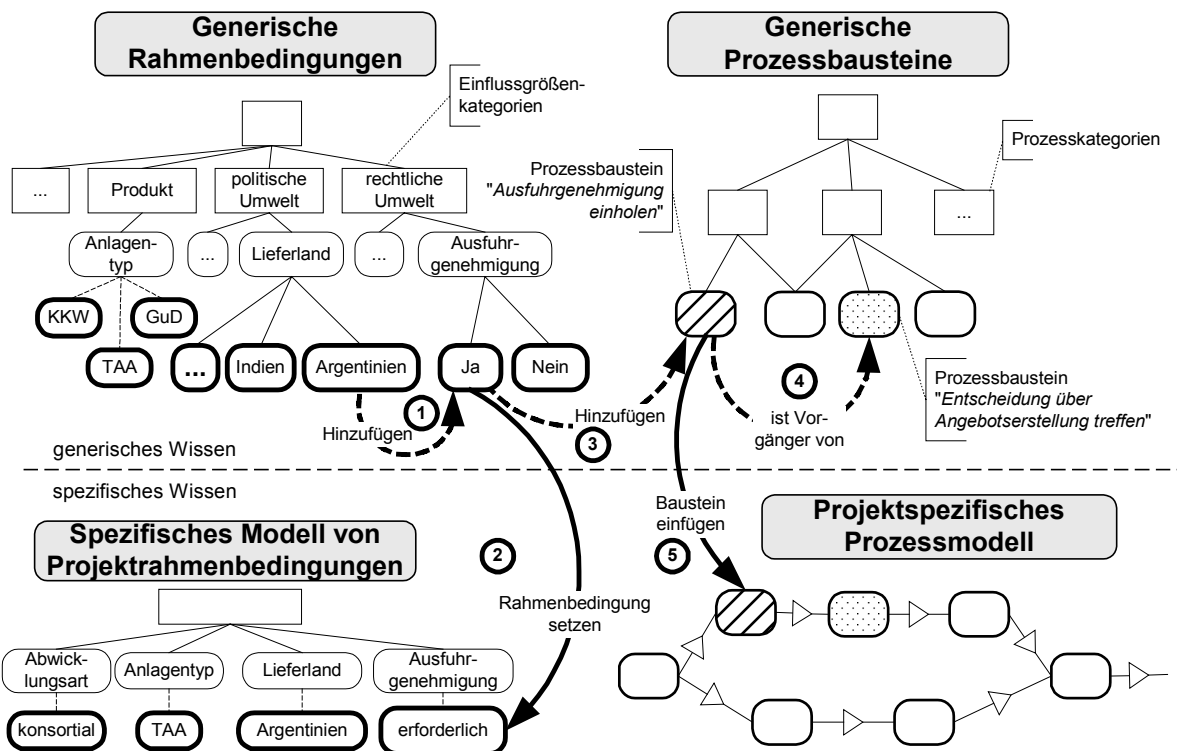 Generische
Rahmenbedingungen
Einflussgrößen-
kategorien
...
Produkt
politische
Umwelt
rechtliche
Umwelt
Anlagen-
typ
...
Lieferland
...
Ausfuhr-
genehmigung
KKW
GuD
TAA
...
Indien
Argentinien
Ja
Nein
1
Hinzufügen
generisches Wissen
Generische
Prozessbausteine
Prozesskategorien
Prozessbaustein
"Ausfuhrgenehmigung
einholen"
...
Hinzufügen
3
4
ist Vor-
gänger von
Prozessbaustein
"Entscheidung über
Angebotserstellung treffen"
spezifisches Wissen
Spezifisches Modell von
Projektrahmenbedingungen
2
Rahmenbedingung
setzen
Abwick-
lungsart
Anlagentyp
Lieferland
Ausfuhr-
genehmigung
konsortial
TAA
Argentinien
erforderlich
Baustein
einfügen
5
Projektspezifisches
Prozessmodell